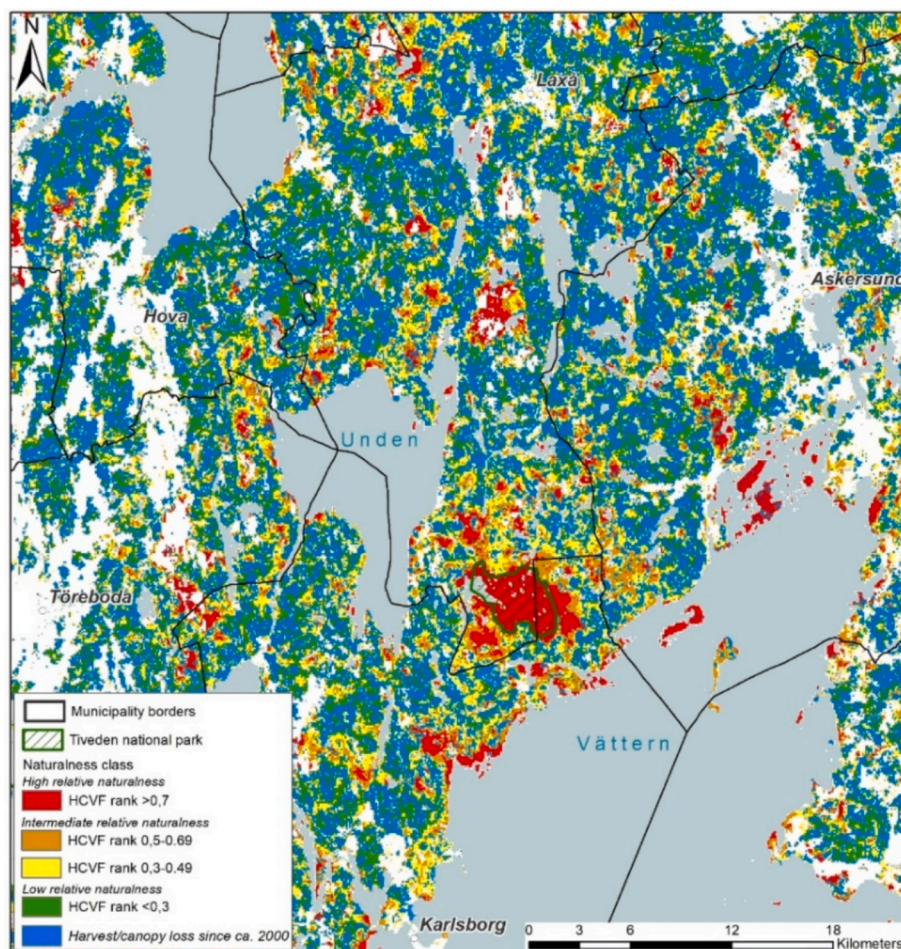 N
Laxå
Askersund
Hova
Unden
Töreboda
Vättern
Karlsborg
Municipality borders
Tiveden national park
Naturalness class
High relative naturalness
HCVF rank >0,7
Intermediate relative naturalness
HCVF rank 0,5-0.69
HCVF rank 0,3-0.49
Low relative naturalness
HCVF rank <0,3
Harvest/canopy loss since ca. 2000
0 3 6 12 18
Kilometers